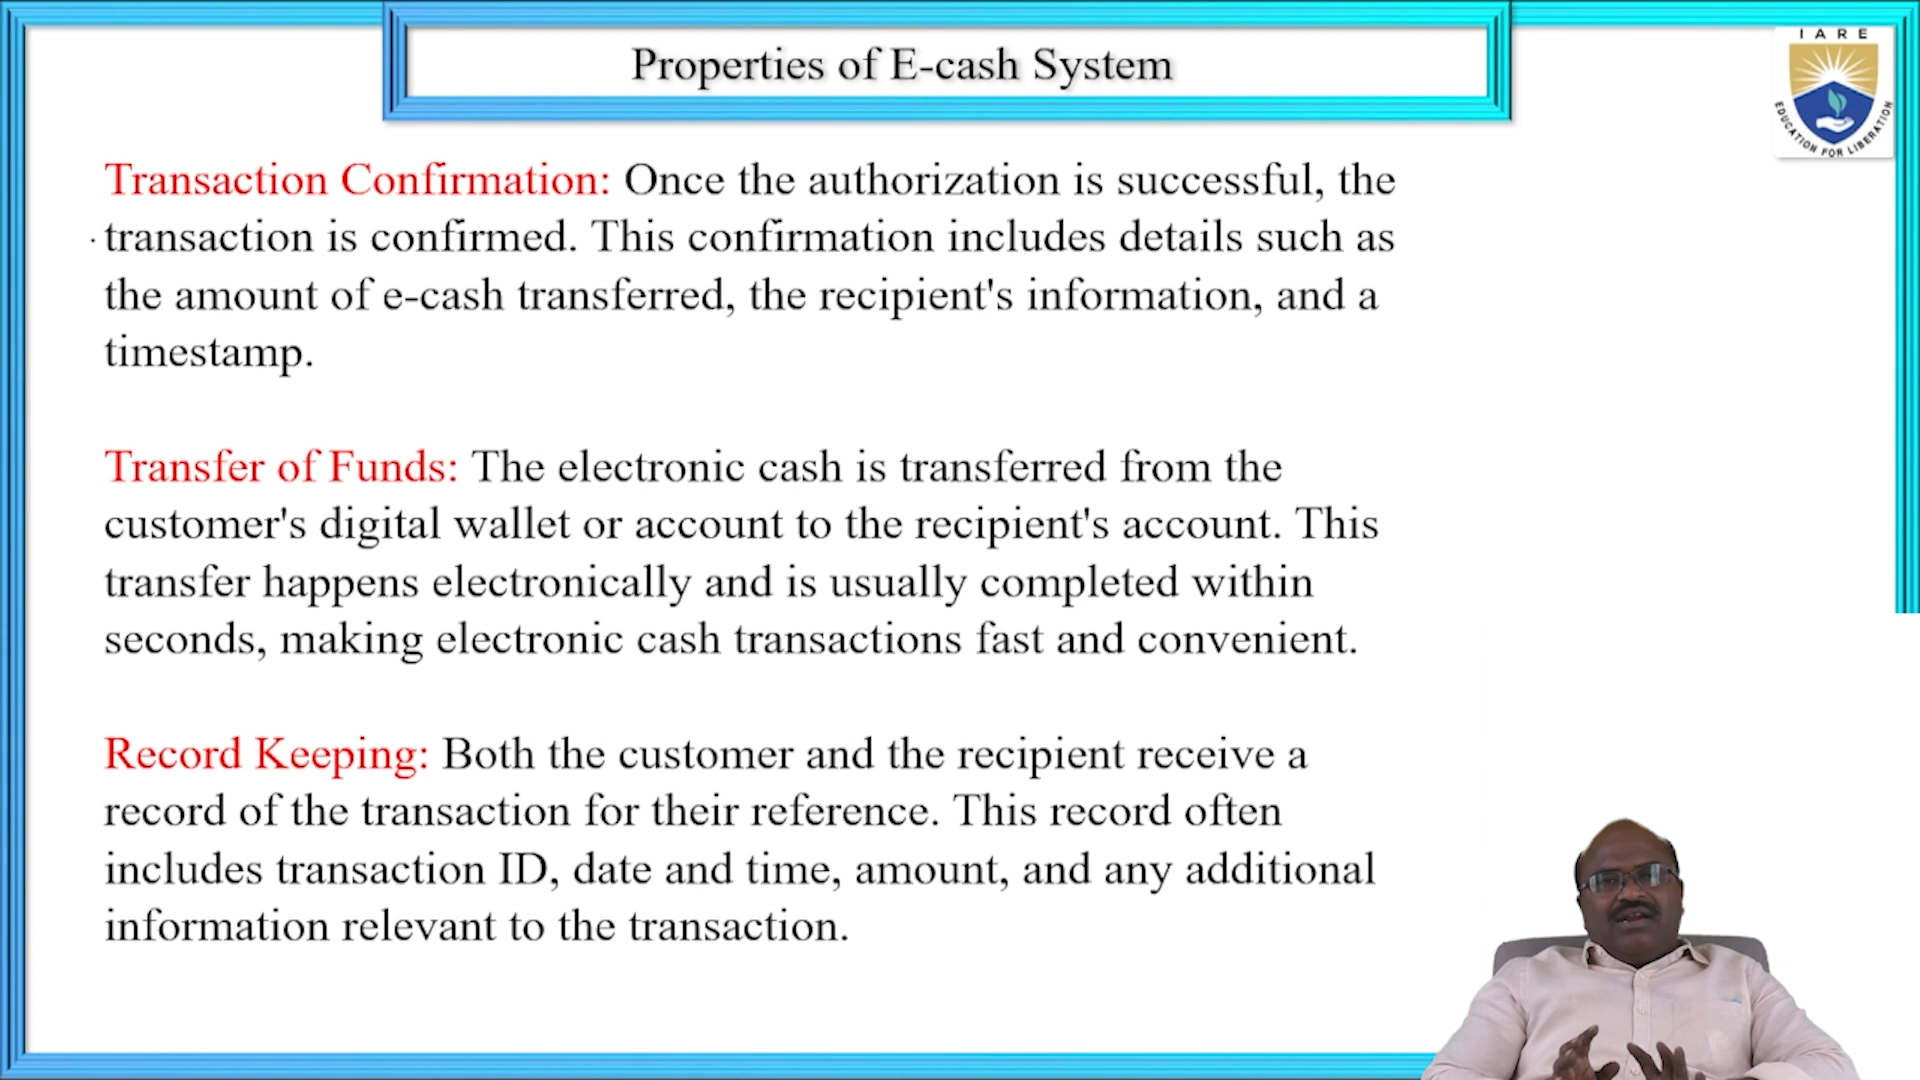 Properties of E-cash System
I A R E
EDUCATION FOR LIBERATION
Transaction Confirmation: Once the authorization is successful, the
transaction is confirmed. This confirmation includes details such as
the amount of e-cash transferred, the recipient's information, and a
timestamp.
Transfer of Funds: The electronic cash is transferred from the
customer's digital wallet or account to the recipient's account. This
transfer happens electronically and is usually completed within
seconds, making electronic cash transactions fast and convenient.
Record Keeping: Both the customer and the recipient receive a
record of the transaction for their reference. This record often
includes transaction ID, date and time, amount, and any additional
information relevant to the transaction.